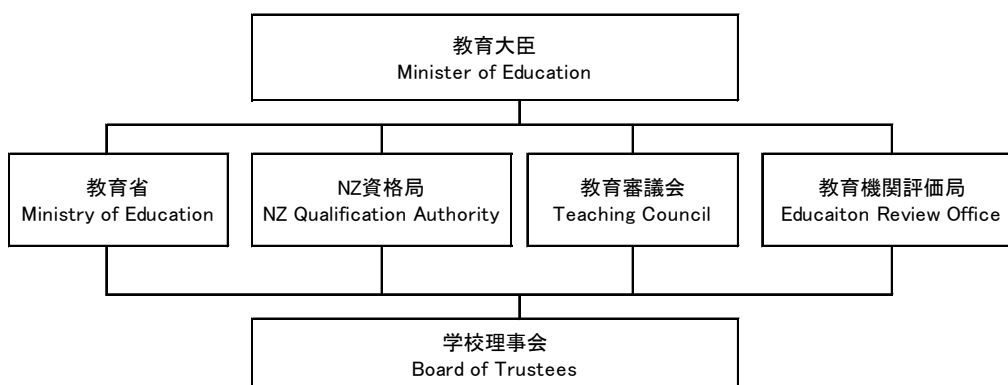 教育大臣
Minister of Education
教育省
Ministry of Education
NZ資格局
NZ Qualification Authority
教育審議会
Teaching Council
教育機関評価局
Educaiton Review Office
学校理事会
Board of Trustees